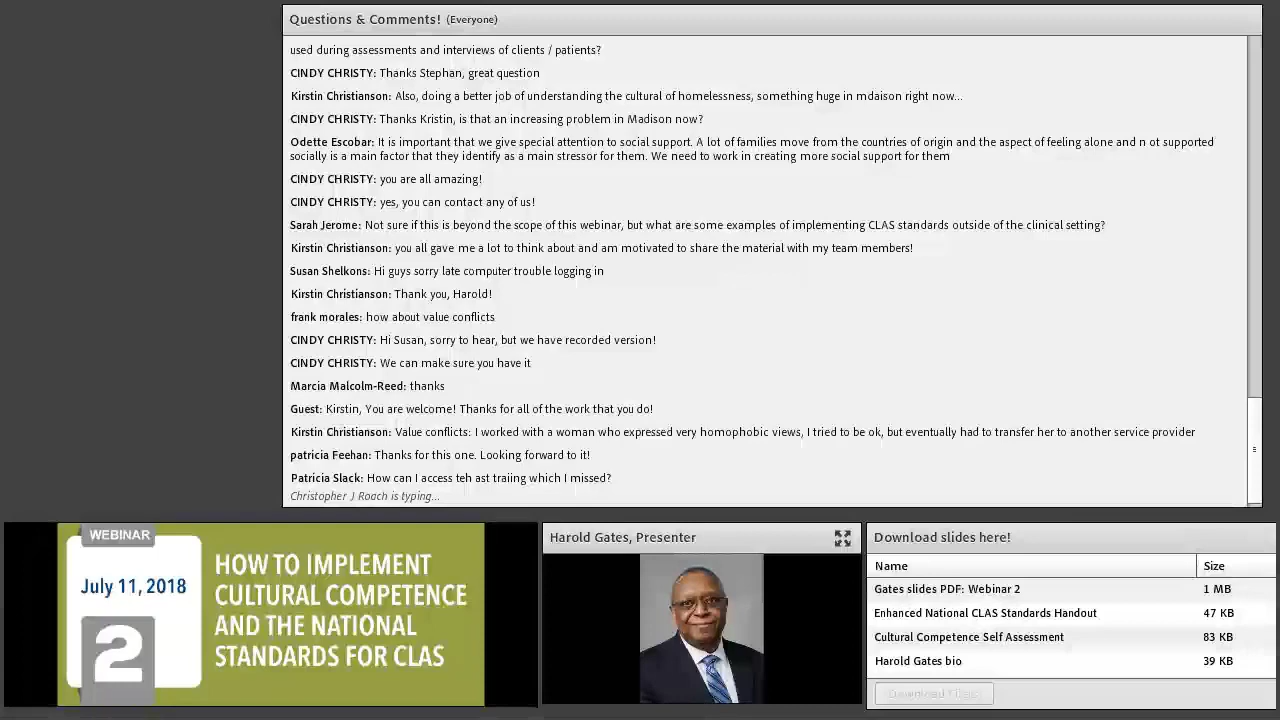 Questions & Comments! (Everyone)
used during assessments and interviews of clients / patients?
CINDY CHRISTY: Thanks Stephan, great question
Kirstin Christianson: Also, doing a better job of understanding the cultural of homelessness, something huge in mdaison right now...
CINDY CHRISTY: Thanks Kristin, is that an increasing problem in Madison now?
Odette Escobar: It is important that we give special attention to social support. A lot of families move from the countries of origin and the aspect of feeling alone and n ot supported
socially is a main factor that they identify as a main stressor for them. We need to work in creating more social support for them
CINDY CHRISTY: you are all amazing!
CINDY CHRISTY: yes, you can contact any of us!
Sarah Jerome: Not sure if this is beyond the scope of this webinar, but what are some examples of implementing CLAS standards outside of the clinical setting?
Kirstin Christianson: you all gave me a lot to think about and am motivated to share the material with my team members!
Susan Shelkons: Hi guys sorry late computer trouble logging in
Kirstin Christianson: Thank you, Harold!
frank morales: how about value conflicts
CINDY CHRISTY: Hi Susan, sorry to hear, but we have recorded version!
CINDY CHRISTY: We can make sure you have it
Marcia Malcolm-Reed: thanks
Guest: Kirstin, You are welcome! Thanks for all of the work that you do!
Kirstin Christianson: Value conflicts: I worked with a woman who expressed very homophobic views, I tried to be ok, but eventually had to transfer her to another service provider
patricia Feehan: Thanks for this one. Looking forward to it!
Patricia Slack: How can I access teh ast traiing which I missed?
Christopher J Roach is typing...
WEBINAR
July 11, 2018
2
HOW TO IMPLEMENT
CULTURAL COMPETENCE
AND THE NATIONAL
STANDARDS FOR CLAS
Harold Gates, Presenter
Download slides here!
Name Size
Gates slides PDF: Webinar 2 1 MB
Enhanced National CLAS Standards Handout 47 KB
Cultural Competence Self Assessment 83 KB
Harold Gates bio 39 KB
Download File(s)